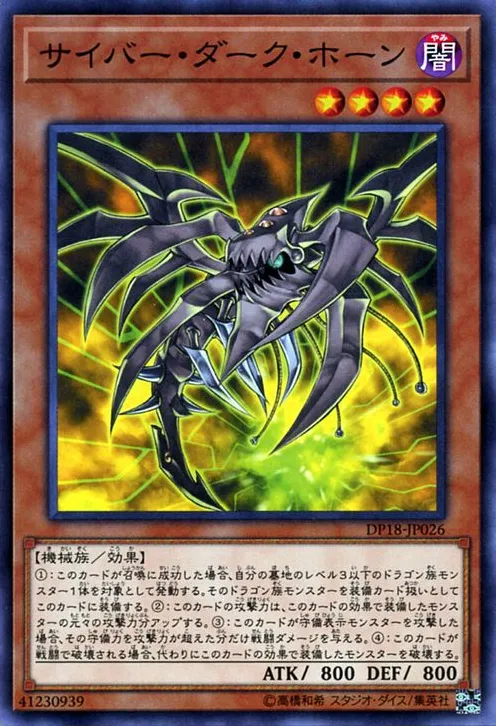 サイバー・ダーク・ホーン
闇
DP18-JP026
【機械族／効果】
①：このカードが召喚に成功した場合、自分の墓地のレベル３以下のドラゴン族モン
スター１体を対象として発動する。そのドラゴン族モンスターを装備カード扱いとして
このカードに装備する。②：このカードの攻撃力は、このカードの効果で装備したモンス
ターの元々の攻撃力分アップする。③：このカードが守備表示モンスターを攻撃した
場合、その守備力を攻撃力が超えた分だけ戦闘ダメージを与える。④：このカードが
戦闘で破壊される場合、代わりにこのカードの効果で装備したモンスターを破壊する。
ATK/ 800 DEF/ 800
41230939
©高橋和希 スタジオ・ダイス/集英社